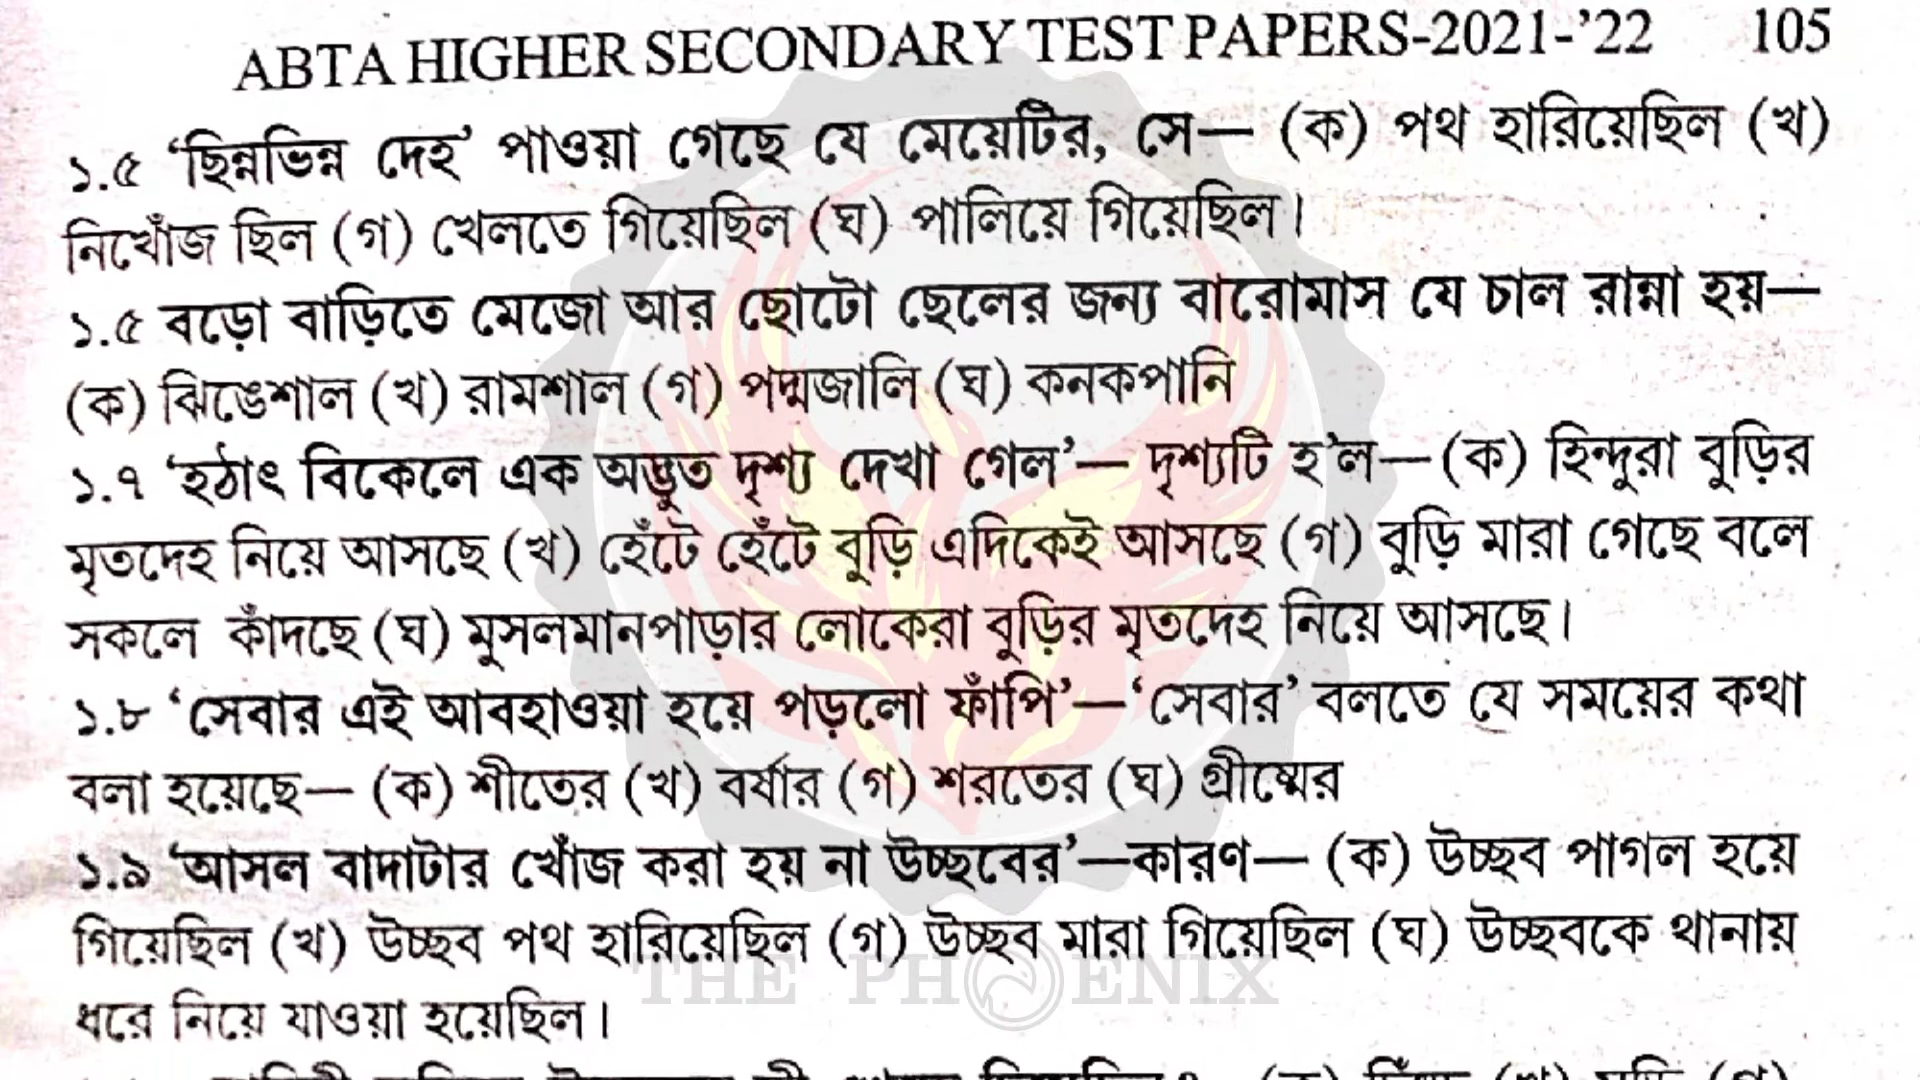 ABTA HIGHER SECONDARY TEST PAPERS-2021-’22 105
১.৫ ‘ছিন্নভিন্ন দেহ’ পাওয়া গেছে যে মেয়েটির, সে— (ক) পথ হারিয়েছিল (খ)
নিখোঁজ ছিল (গ) খেলতে গিয়েছিল (ঘ) পালিয়ে গিয়েছিল।
১.৫ বড়ো বাড়িতে মেজো আর ছোটো ছেলের জন্য বারোমাস যে চাল রান্না হয়—
(ক) ঝিঙেশাল (খ) রামশাল (গ) পদ্মজালি (ঘ) কনকপানি
১.৭ ‘হঠাৎ বিকেলে এক অদ্ভুত দৃশ্য দেখা গেল’— দৃশ্যটি হ’ল—(ক) হিন্দুরা বুড়ির
মৃতদেহ নিয়ে আসছে (খ) হেঁটে হেঁটে বুড়ি এদিকেই আসছে (গ) বুড়ি মারা গেছে বলে
সকলে কাঁদছে (ঘ) মুসলমানপাড়ার লোকেরা বুড়ির মৃতদেহ নিয়ে আসছে।
১.৮ ‘সেবার এই আবহাওয়া হয়ে পড়লো ফাঁপি’—‘সেবার’ বলতে যে সময়ের কথা
বলা হয়েছে— (ক) শীতের (খ) বর্ষার (গ) শরতের (ঘ) গ্রীষ্মের
১.৯ ‘আসল বাদাটার খোঁজ করা হয় না উচ্ছবের’—কারণ— (ক) উচ্ছব পাগল হয়ে
গিয়েছিল (খ) উচ্ছব পথ হারিয়েছিল (গ) উচ্ছব মারা গিয়েছিল (ঘ) উচ্ছবকে থানায়
THE PHOENIX
ধরে নিয়ে যাওয়া হয়েছিল।